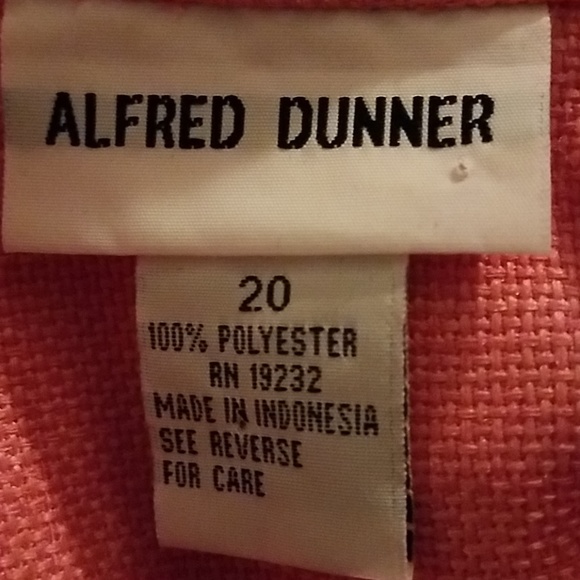 ALFRED DUNNER
20
100% POLYESTER
RN 19232
MADE IN INDONESIA
SEE REVERSE
FOR CARE